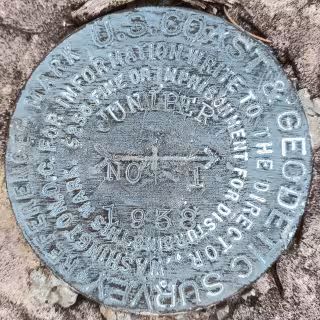 U.S. COAST & GEODETIC SURVEY
REFERENCE MARK
FOR INFORMATION WRITE TO THE DIRECTOR, WASHINGTON, D.C.
$250 FINE OR IMPRISONMENT FOR DISTURBING THIS MARK.
JUNIPER
NO 1
1938